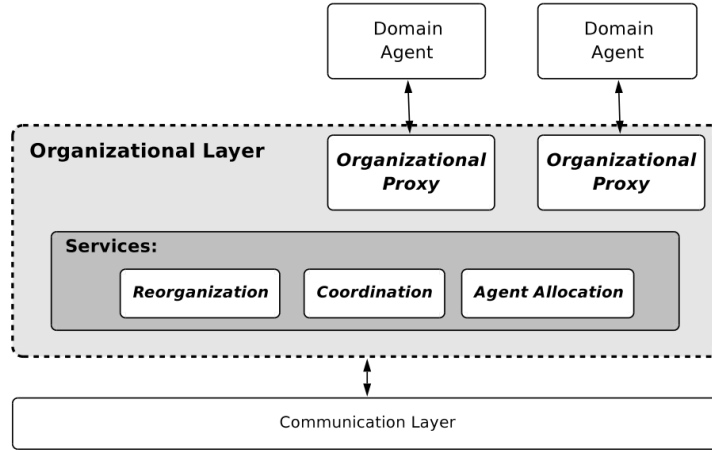 Domain
Agent
Domain
Agent
Organizational Layer
Organizational
Proxy
Organizational
Proxy
Services:
Reorganization
Coordination
Agent Allocation
Communication Layer